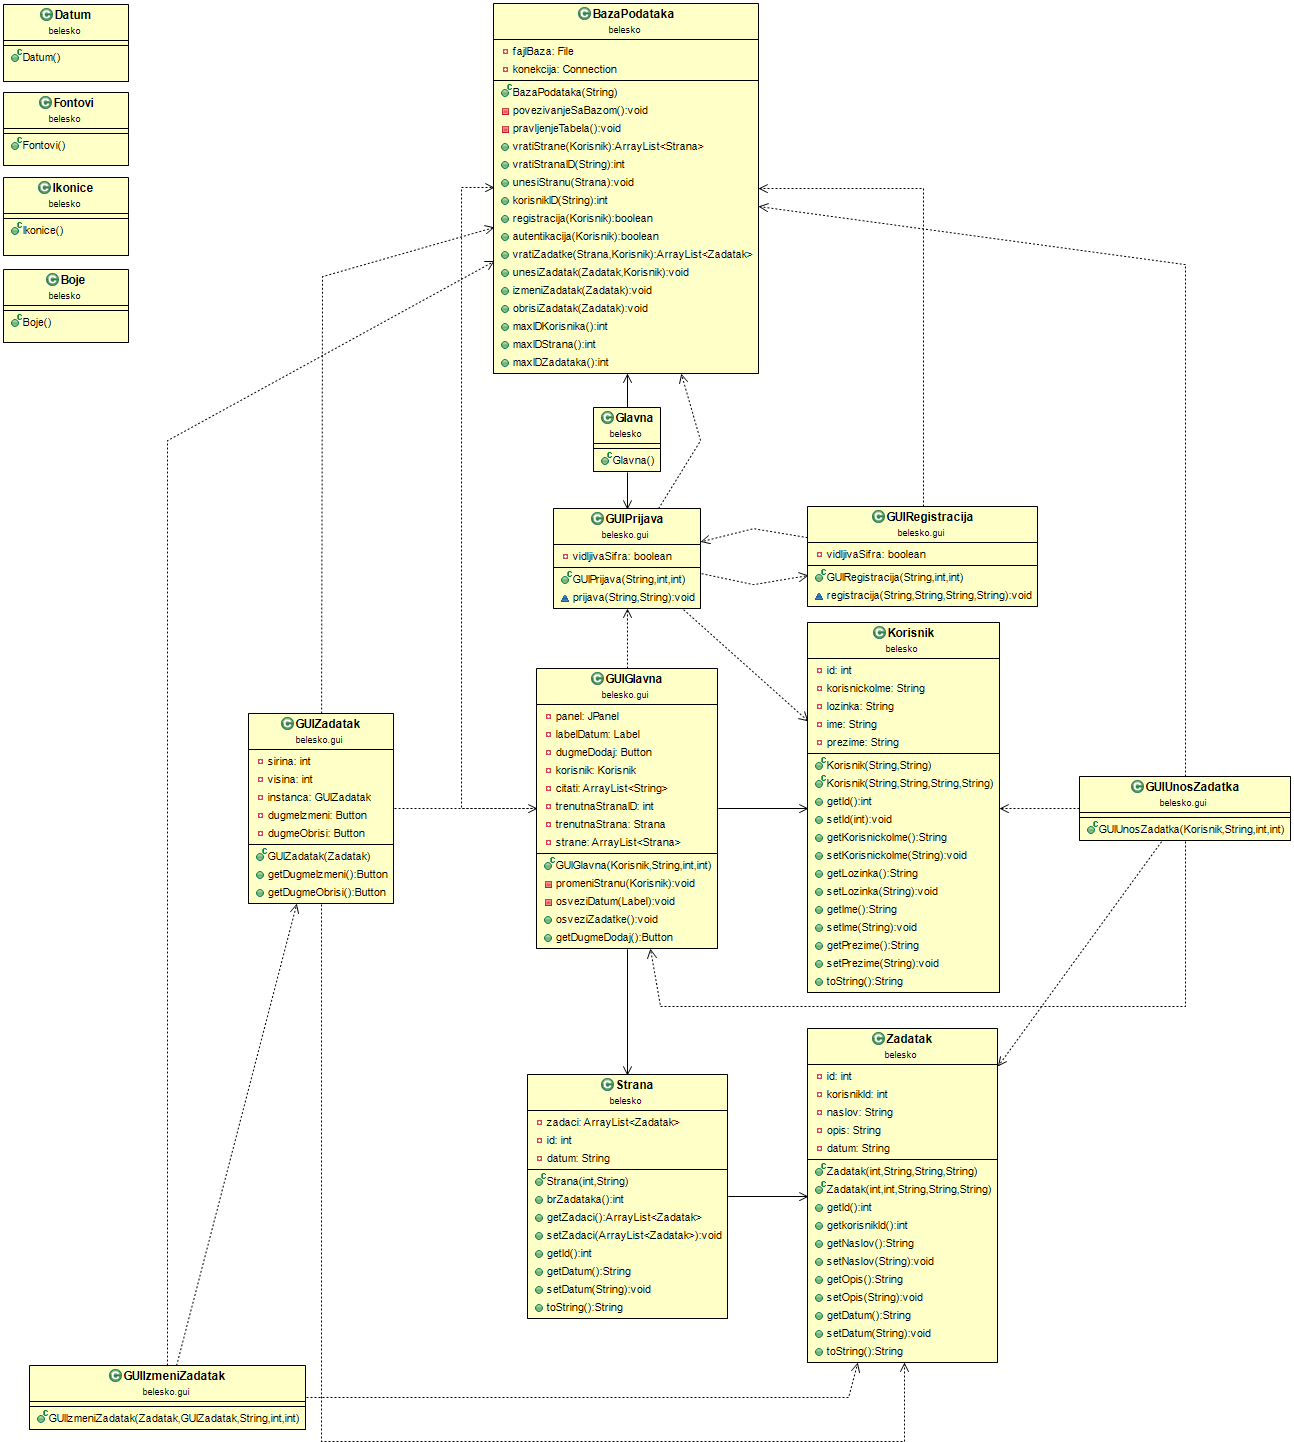 Datum
belesko
Datum()
Fontovi
belesko
Fontovi()
Ikonice
belesko
Ikonice()
Boje
belesko
Boje()
BazaPodataka
belesko
fajlBaza: File
konekcija: Connection
BazaPodataka(String)
povezivanjeSaBazom():void
pravljenjeTabela():void
vratiStrane(Korisnik):ArrayList<Strana>
vratiStranaID(String):int
unesiStranu(Strana):void
korisnikID(String):int
registracija(Korisnik):boolean
autentikacija(Korisnik):boolean
vratiZadatke(Strana,Korisnik):ArrayList<Zadatak>
unesiZadatak(Zadatak,Korisnik):void
izmeniZadatak(Zadatak):void
obrisiZadatak(Zadatak):void
maxIDKorisnika():int
maxIDStrana():int
maxIDZadataka():int
Glavna
belesko
Glavna()
GUIPrijava
belesko.gui
vidljivaSifra: boolean
GUIPrijava(String,int,int)
prijava(String,String):void
GUIRegistracija
belesko.gui
vidljivaSifra: boolean
GUIRegistracija(String,int,int)
registracija(String,String,String,String):void
Korisnik
belesko
id: int
korisnickoIme: String
lozinka: String
ime: String
prezime: String
Korisnik(String,String)
Korisnik(String,String,String,String)
getId():int
setId(int):void
getKorisnickoIme():String
setKorisnickoIme(String):void
getLozinka():String
setLozinka(String):void
getIme():String
setIme(String):void
getPrezime():String
setPrezime(String):void
toString():String
GUIGlavna
belesko.gui
panel: JPanel
labelDatum: Label
dugmeDodaj: Button
korisnik: Korisnik
citati: ArrayList<String>
trenutnaStranaID: int
trenutnaStrana: Strana
strane: ArrayList<Strana>
GUIGlavna(Korisnik,String,int,int)
promeniStranu(Korisnik):void
osveziDatum(Label):void
osveziZadatke():void
getDugmeDodaj():Button
GUIZadatak
belesko.gui
sirina: int
visina: int
instanca: GUIZadatak
dugmeIzmeni: Button
dugmeObrisi: Button
GUIZadatak(Zadatak)
getDugmeIzmeni():Button
getDugmeObrisi():Button
GUIUnosZadatka
belesko.gui
GUIUnosZadatka(Korisnik,String,int,int)
Strana
belesko
zadaci: ArrayList<Zadatak>
id: int
datum: String
Strana(int,String)
brZadataka():int
getZadaci():ArrayList<Zadatak>
setZadaci(ArrayList<Zadatak>):void
getId():int
getDatum():String
setDatum(String):void
toString():String
Zadatak
belesko
id: int
korisnikId: int
naslov: String
opis: String
datum: String
Zadatak(int,String,String,String)
Zadatak(int,int,String,String,String)
getId():int
getkorisnikId():int
getNaslov():String
setNaslov(String):void
getOpis():String
setOpis(String):void
getDatum():String
setDatum(String):void
toString():String
GUIIzmeniZadatak
belesko.gui
GUIIzmeniZadatak(Zadatak,GUIZadatak,String,int,int)